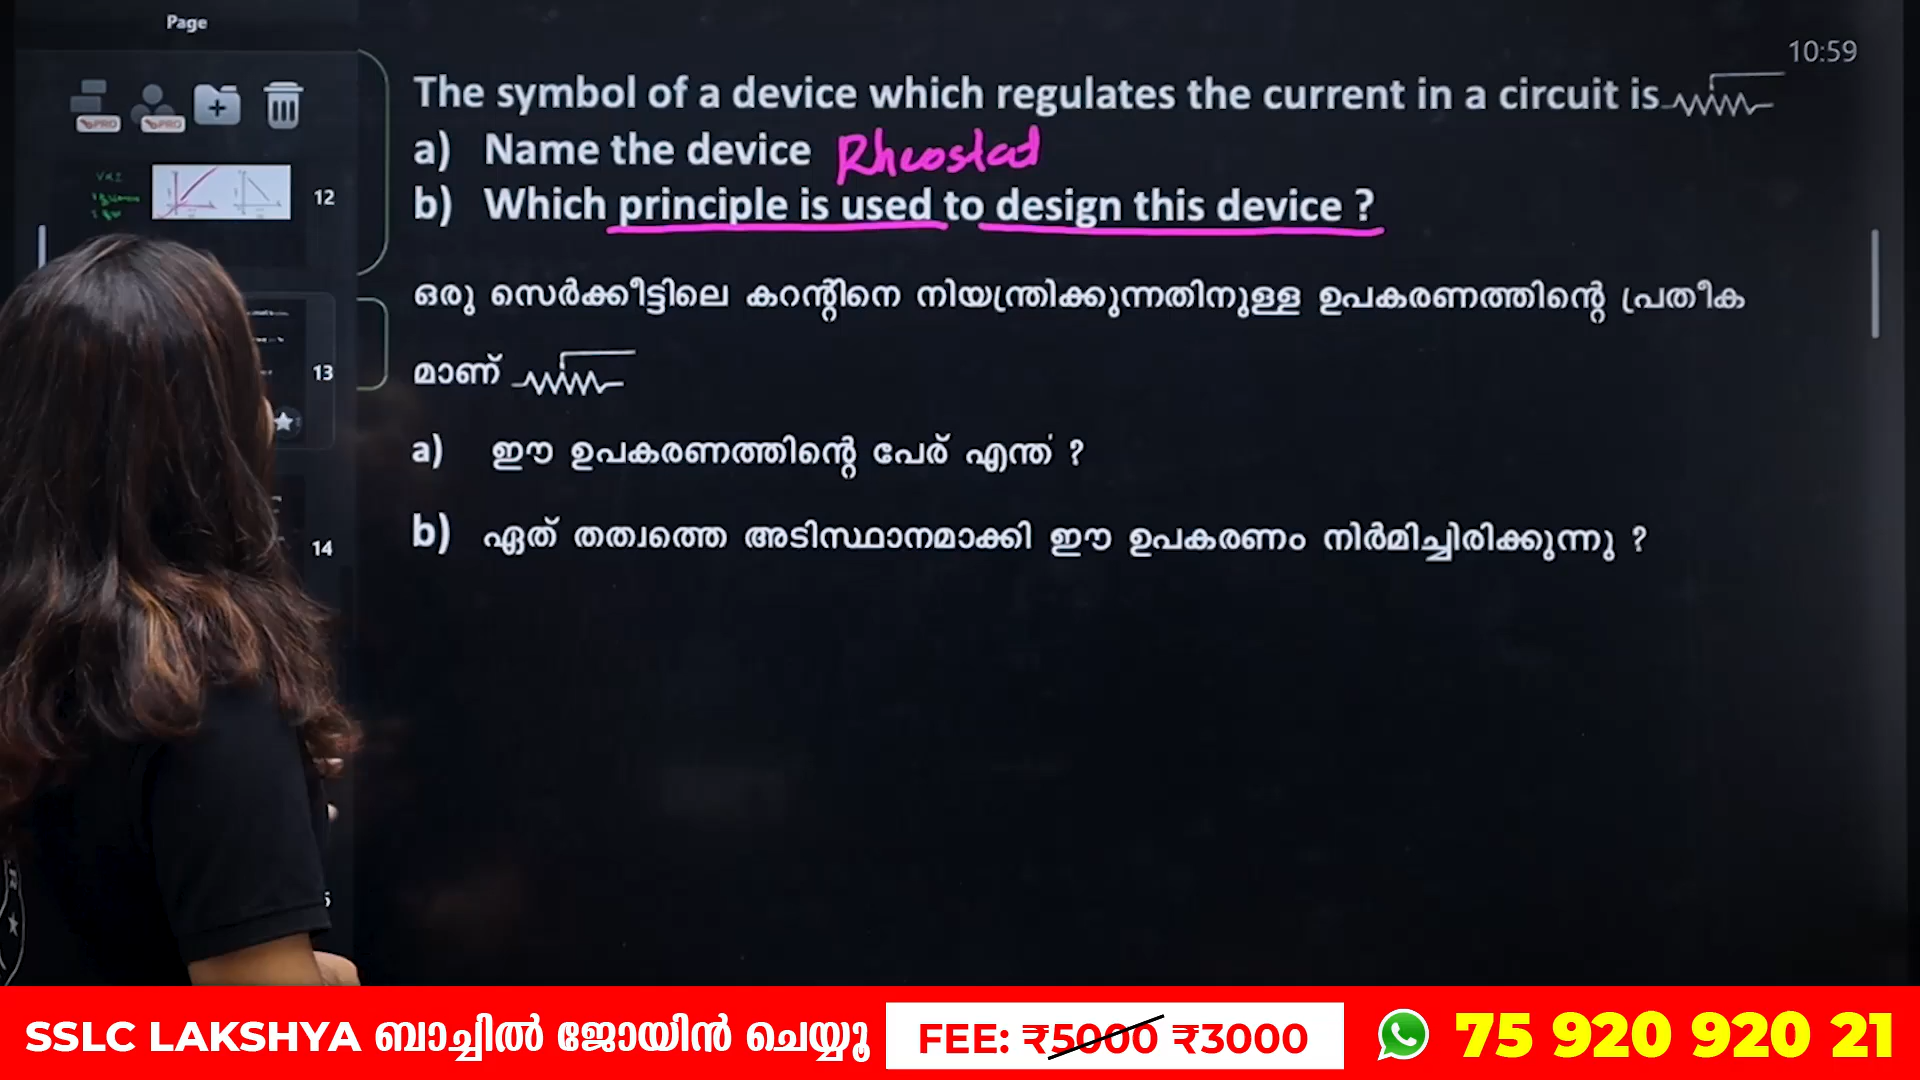 Page
10:59
The symbol of a device which regulates the current in a circuit is
a) Name the device Rheostat
b) Which principle is used to design this device ?
ഒരു സെർക്കീട്ടിലെ കറന്റിനെ നിയന്ത്രിക്കുന്നതിനുള്ള ഉപകരണത്തിന്റെ പ്രതീക
മാണ്
a) ഈ ഉപകരണത്തിന്റെ പേര് എന്ത് ?
b) ഏത് തത്വത്തെ അടിസ്ഥാനമാക്കി ഈ ഉപകരണം നിർമിച്ചിരിക്കുന്നു ?
PRO
PRO
12
13
14
SSLC LAKSHYA ബാച്ചിൽ ജോയിൻ ചെയ്യൂ
FEE: ₹5000 ₹3000
75 920 920 21